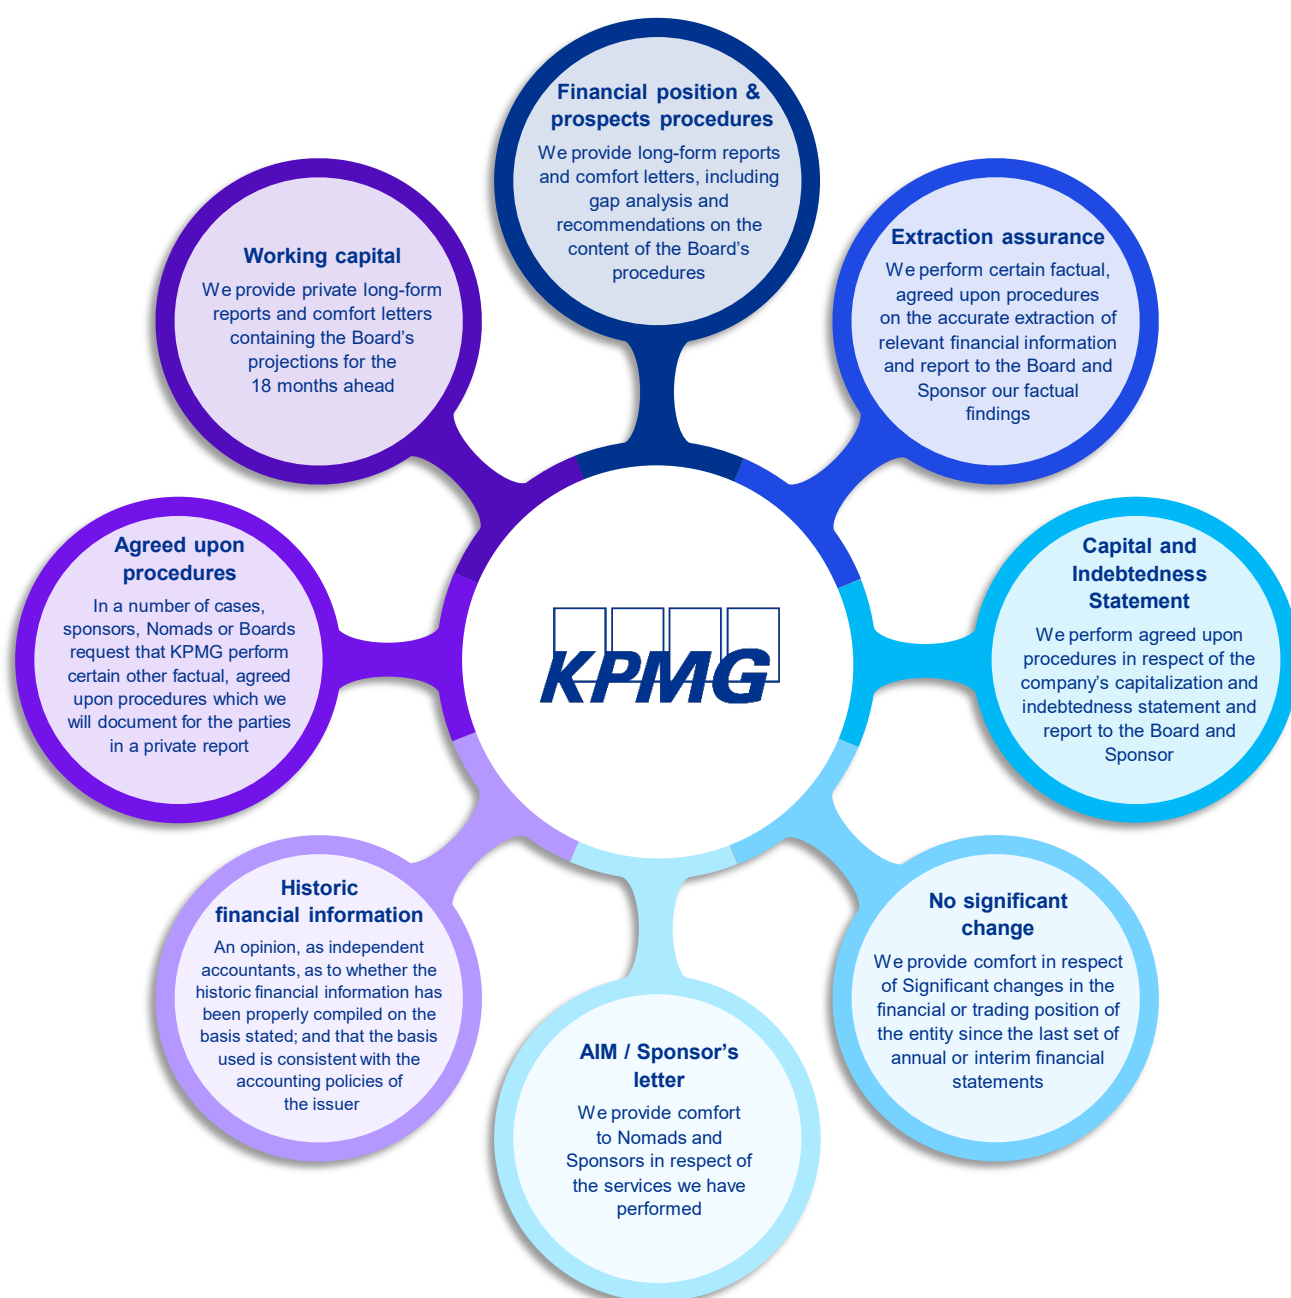 Financial position &
prospects procedures
We provide long-form reports
and comfort letters, including
gap analysis and
recommendations on the
content of the Board's
procedures
Extraction assurance
We perform certain factual,
agreed upon procedures
on the accurate extraction of
relevant financial information
and report to the Board and
Sponsor our factual
findings
Capital and
Indebtedness
Statement
We perform agreed upon
procedures in respect of the
company's capitalization and
indebtedness statement and
report to the Board and
Sponsor
No significant
change
We provide comfort in respect
of Significant changes in the
financial or trading position of
the entity since the last set of
annual or interim financial
statements
AIM / Sponsor's
letter
We provide comfort
to Nomads and
Sponsors in respect of
the services we have
performed
Historic
financial information
An opinion, as independent
accountants, as to whether the
historic financial information has
been properly compiled on the
basis stated; and that the basis
used is consistent with the
accounting policies of
the issuer
Agreed upon
procedures
In a number of cases,
sponsors, Nomads or Boards
request that KPMG perform
certain other factual, agreed
upon procedures which we
will document for the parties
in a private report
Working capital
We provide private long-form
reports and comfort letters
containing the Board's
projections for the
18 months ahead
KPMG